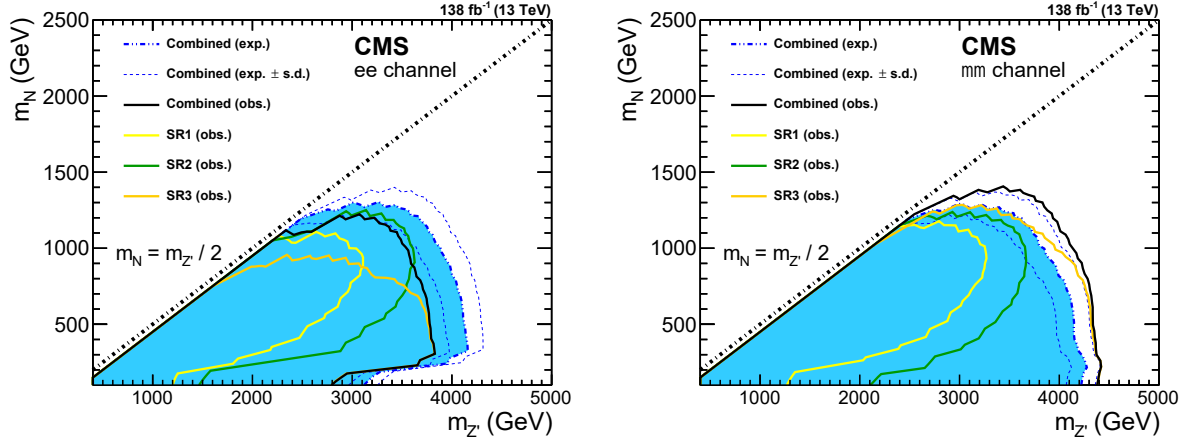 138 fb⁻¹ (13 TeV)
m_N (GeV)
2500
2000
1500
1000
500
Combined (exp.)
Combined (exp. ± s.d.)
Combined (obs.)
SR1 (obs.)
SR2 (obs.)
SR3 (obs.)
CMS
ee channel
m_N = m_Z' / 2
1000 2000 3000 4000 5000
m_Z' (GeV)
138 fb⁻¹ (13 TeV)
m_N (GeV)
2500
2000
1500
1000
500
Combined (exp.)
Combined (exp. ± s.d.)
Combined (obs.)
SR1 (obs.)
SR2 (obs.)
SR3 (obs.)
CMS
mm channel
m_N = m_Z' / 2
1000 2000 3000 4000 5000
m_Z' (GeV)